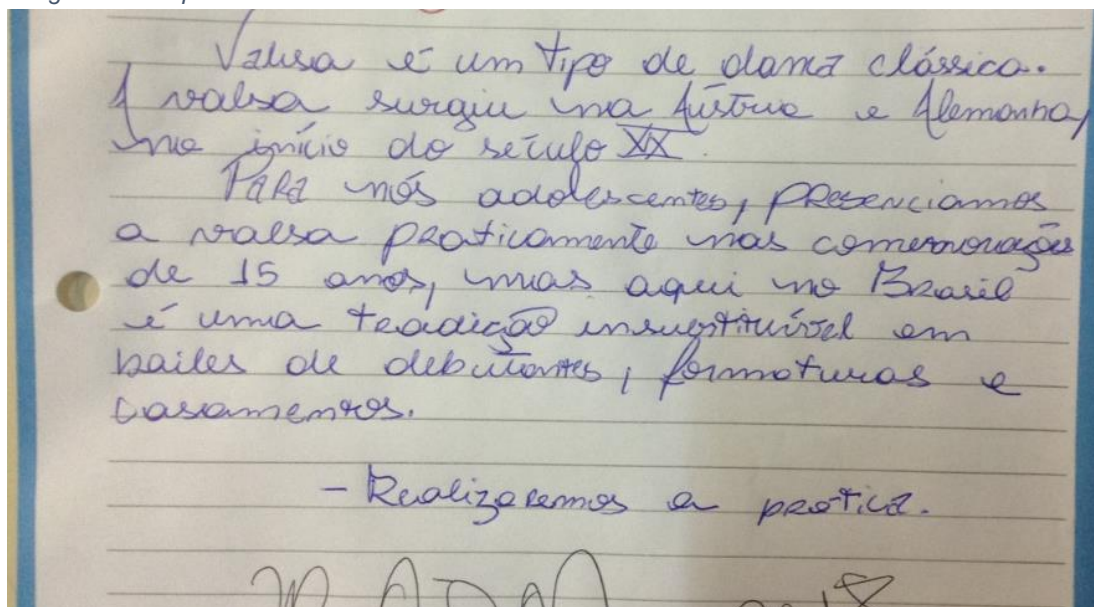 Valsa é um tipo de dança clássica.
A valsa surgiu na Áustria e Alemanha,
no início do século XX.
Para nós adolescentes, presenciamos
a valsa praticamente nas comemorações
de 15 anos, mas aqui no Brasil
é uma tradição insubstituível em
bailes de debutantes, formaturas e
casamentos.
- Realizaremos a prática.